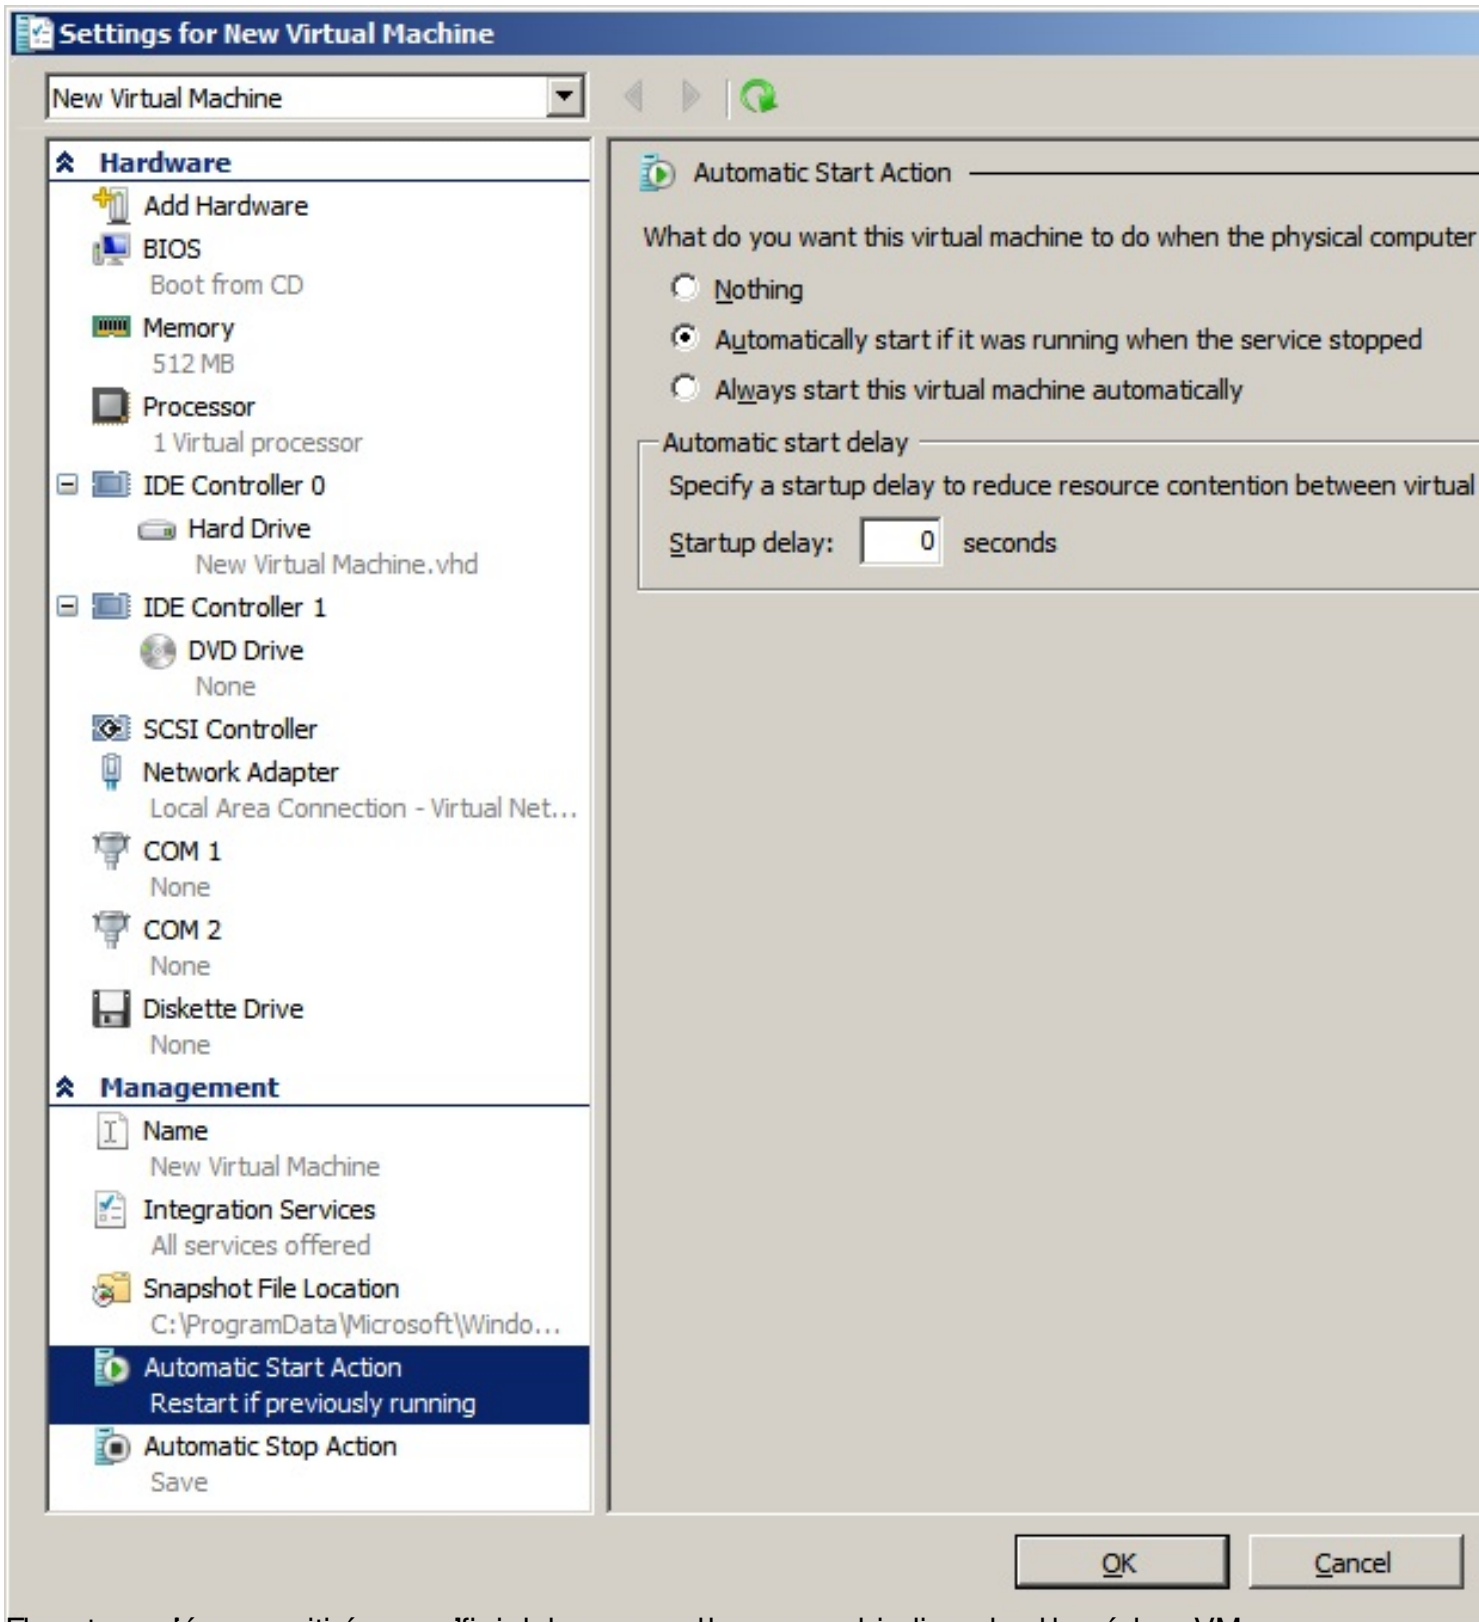 Settings for New Virtual Machine
New Virtual Machine
Hardware
Add Hardware
BIOS
Boot from CD
Memory
512 MB
Processor
1 Virtual processor
IDE Controller 0
Hard Drive
New Virtual Machine.vhd
IDE Controller 1
DVD Drive
None
SCSI Controller
Network Adapter
Local Area Connection - Virtual Net...
COM 1
None
COM 2
None
Diskette Drive
None
Management
Name
New Virtual Machine
Integration Services
All services offered
Snapshot File Location
C:\ProgramData\Microsoft\Windo...
Automatic Start Action
Restart if previously running
Automatic Stop Action
Save
Automatic Start Action
What do you want this virtual machine to do when the physical computer
Nothing
Automatically start if it was running when the service stopped
Always start this virtual machine automatically
Automatic start delay
Specify a startup delay to reduce resource contention between virtual
Startup delay: 0 seconds
OK
Cancel